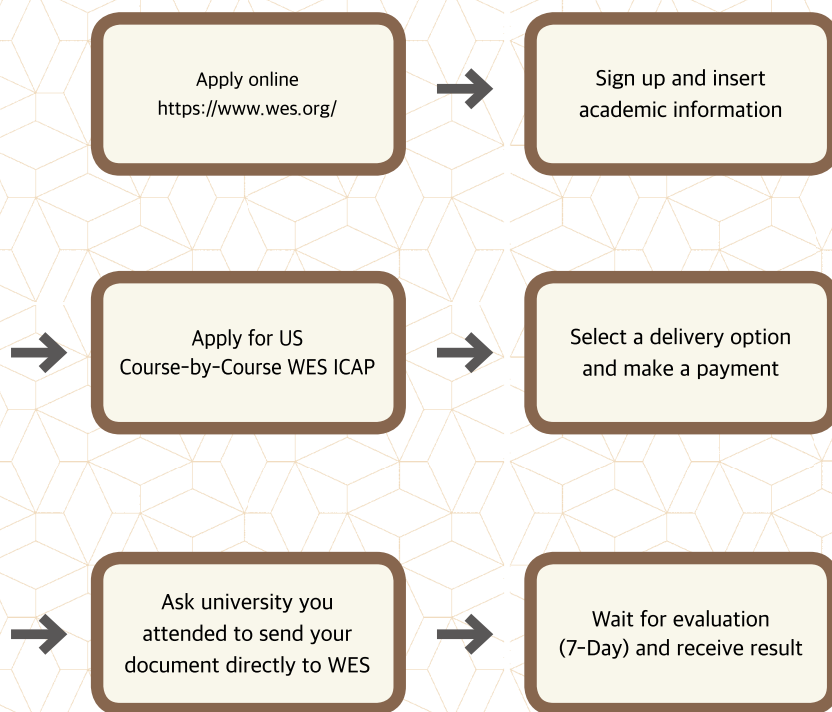 Apply online
https://www.wes.org/
Sign up and insert
academic information
Apply for US
Course-by-Course WES ICAP
Select a delivery option
and make a payment
Ask university you
attended to send your
document directly to WES
Wait for evaluation
(7-Day) and receive result